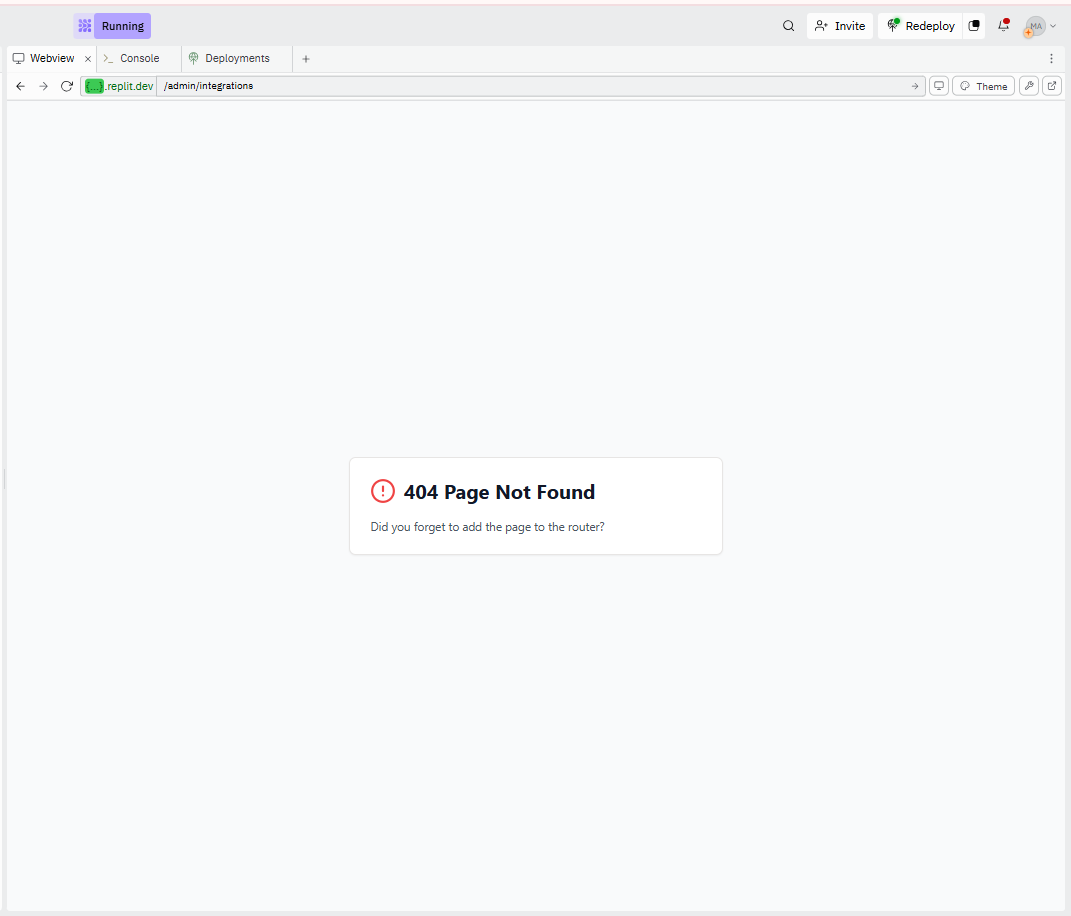 Running
Invite
Redeploy
MA
Webview
Console
Deployments
{...}.replit.dev
/admin/integrations
Theme
404 Page Not Found
Did you forget to add the page to the router?